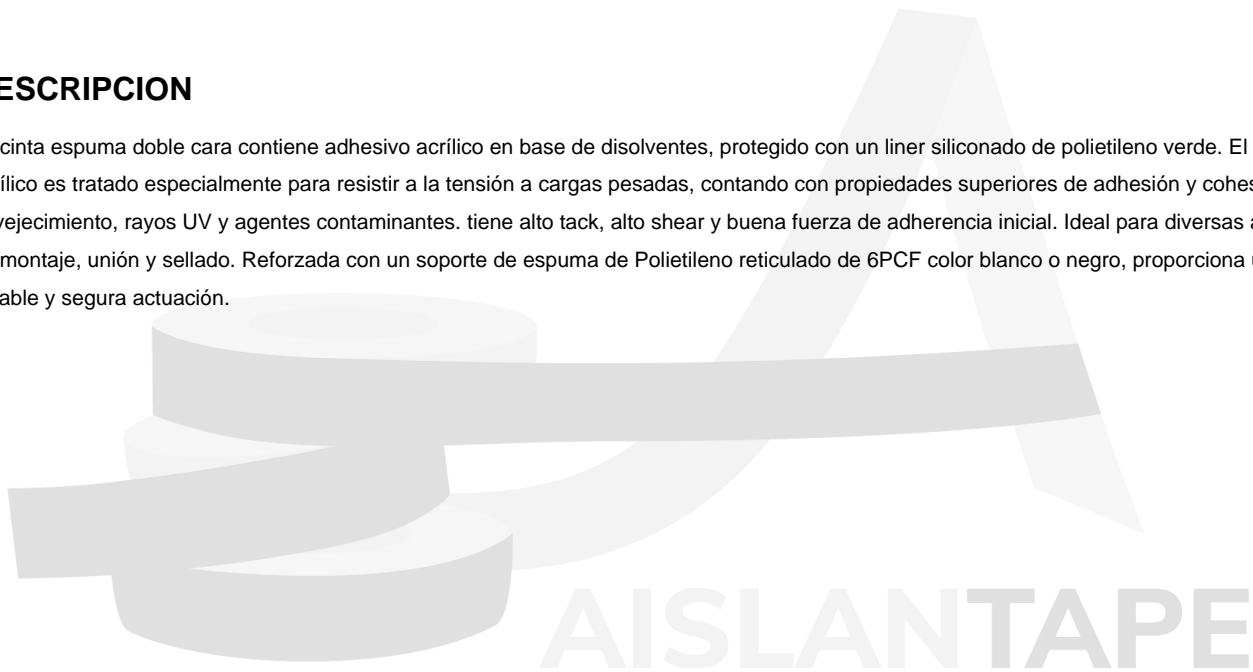 ESCRIPCION
cinta espuma doble cara contiene adhesivo acrílico en base de disolventes, protegido con un liner siliconado de polietileno verde. El
ílico es tratado especialmente para resistir a la tensión a cargas pesadas, contando con propiedades superiores de adhesión y cohes
vejecimiento, rayos UV y agentes contaminantes. tiene alto tack, alto shear y buena fuerza de adherencia inicial. Ideal para diversas a
montaje, unión y sellado. Reforzada con un soporte de espuma de Polietileno reticulado de 6PCF color blanco o negro, proporciona u
able y segura actuación.
AISLANTAPE